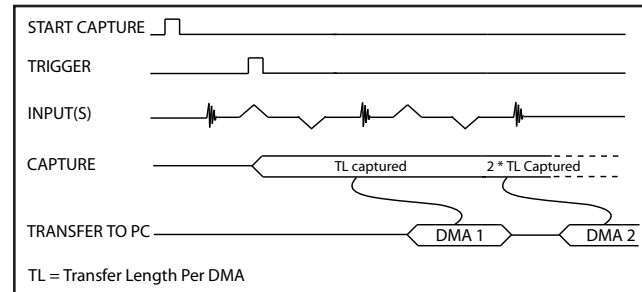 START CAPTURE
TRIGGER
INPUT(S)
CAPTURE TL captured 2 * TL Captured
TRANSFER TO PC DMA 1 DMA 2
TL = Transfer Length Per DMA